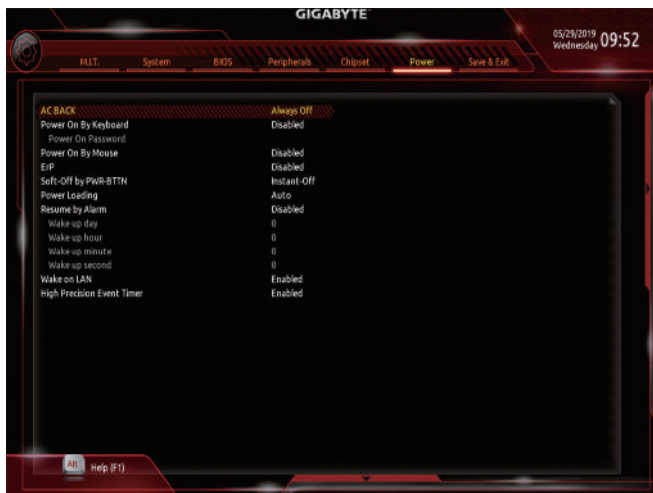 GIGABYTE
05/29/2019
Wednesday 09:52
M.I.T. System BIOS Peripherals Chipset Power Save & Exit
AC BACK Always Off
Power On By Keyboard Disabled
Power On Password
Power On By Mouse Disabled
ErP Disabled
Soft-Off by PWR-BTTN Instant-Off
Power Loading Auto
Resume by Alarm Disabled
Wake up day 0
Wake up hour 0
Wake up minute 0
Wake up second 0
Wake on LAN Enabled
High Precision Event Timer Enabled
Alt Help (F1)